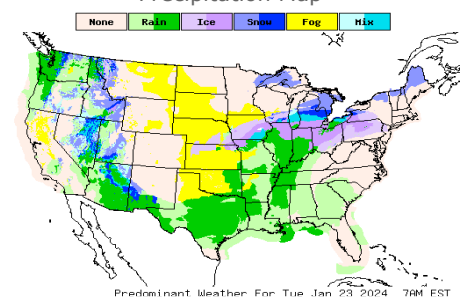 Precipitation Map
None Rain Ice Snow Fog Mix
Predominant Weather For Tue Jan 23 2024 7AM EST